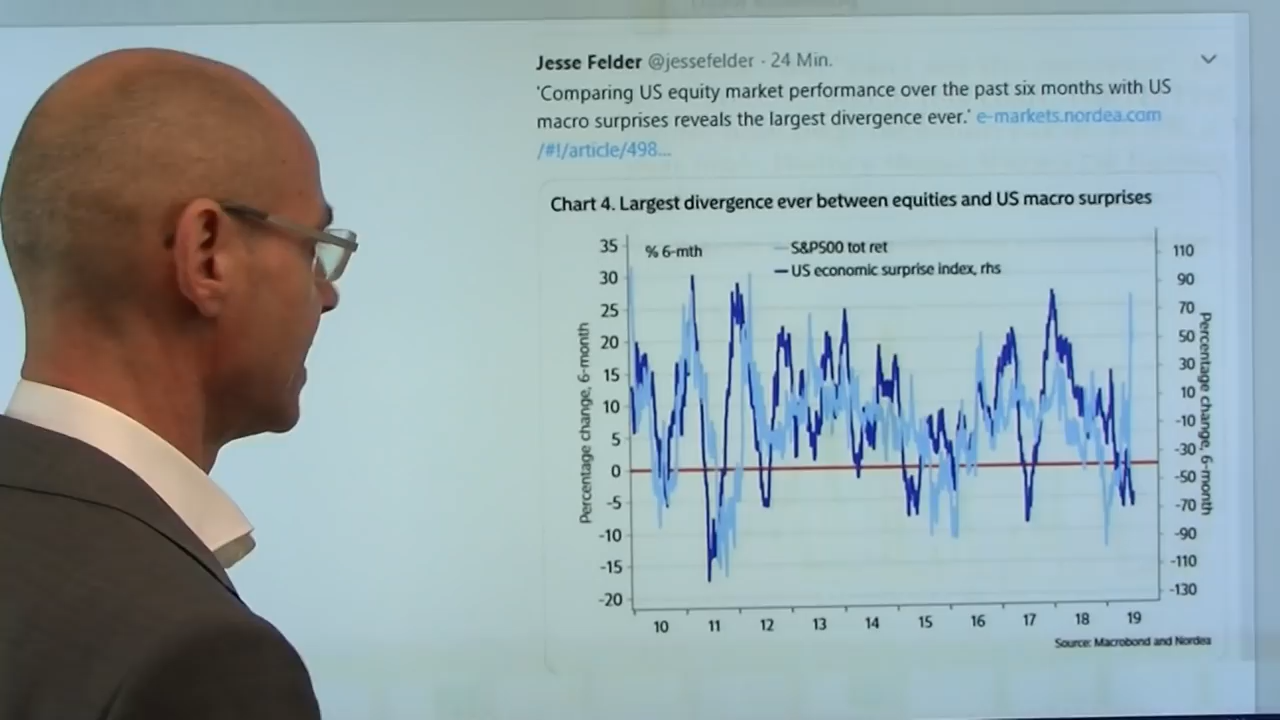 Jesse Felder @jessefelder · 24 Min.
'Comparing US equity market performance over the past six months with US
macro surprises reveals the largest divergence ever.' e-markets.nordea.com
/#!/article/498...
Chart 4. Largest divergence ever between equities and US macro surprises
% 6-mth
S&P500 tot ret
US economic surprise index, rhs
Percentage change, 6-month
35
30
25
20
15
10
5
0
-5
-10
-15
-20
110
90
70
50
30
10
-10
-30
-50
-70
-90
-110
-130
Percentage change, 6-month
10 11 12 13 14 15 16 17 18 19
Source: Macrobond and Nordea